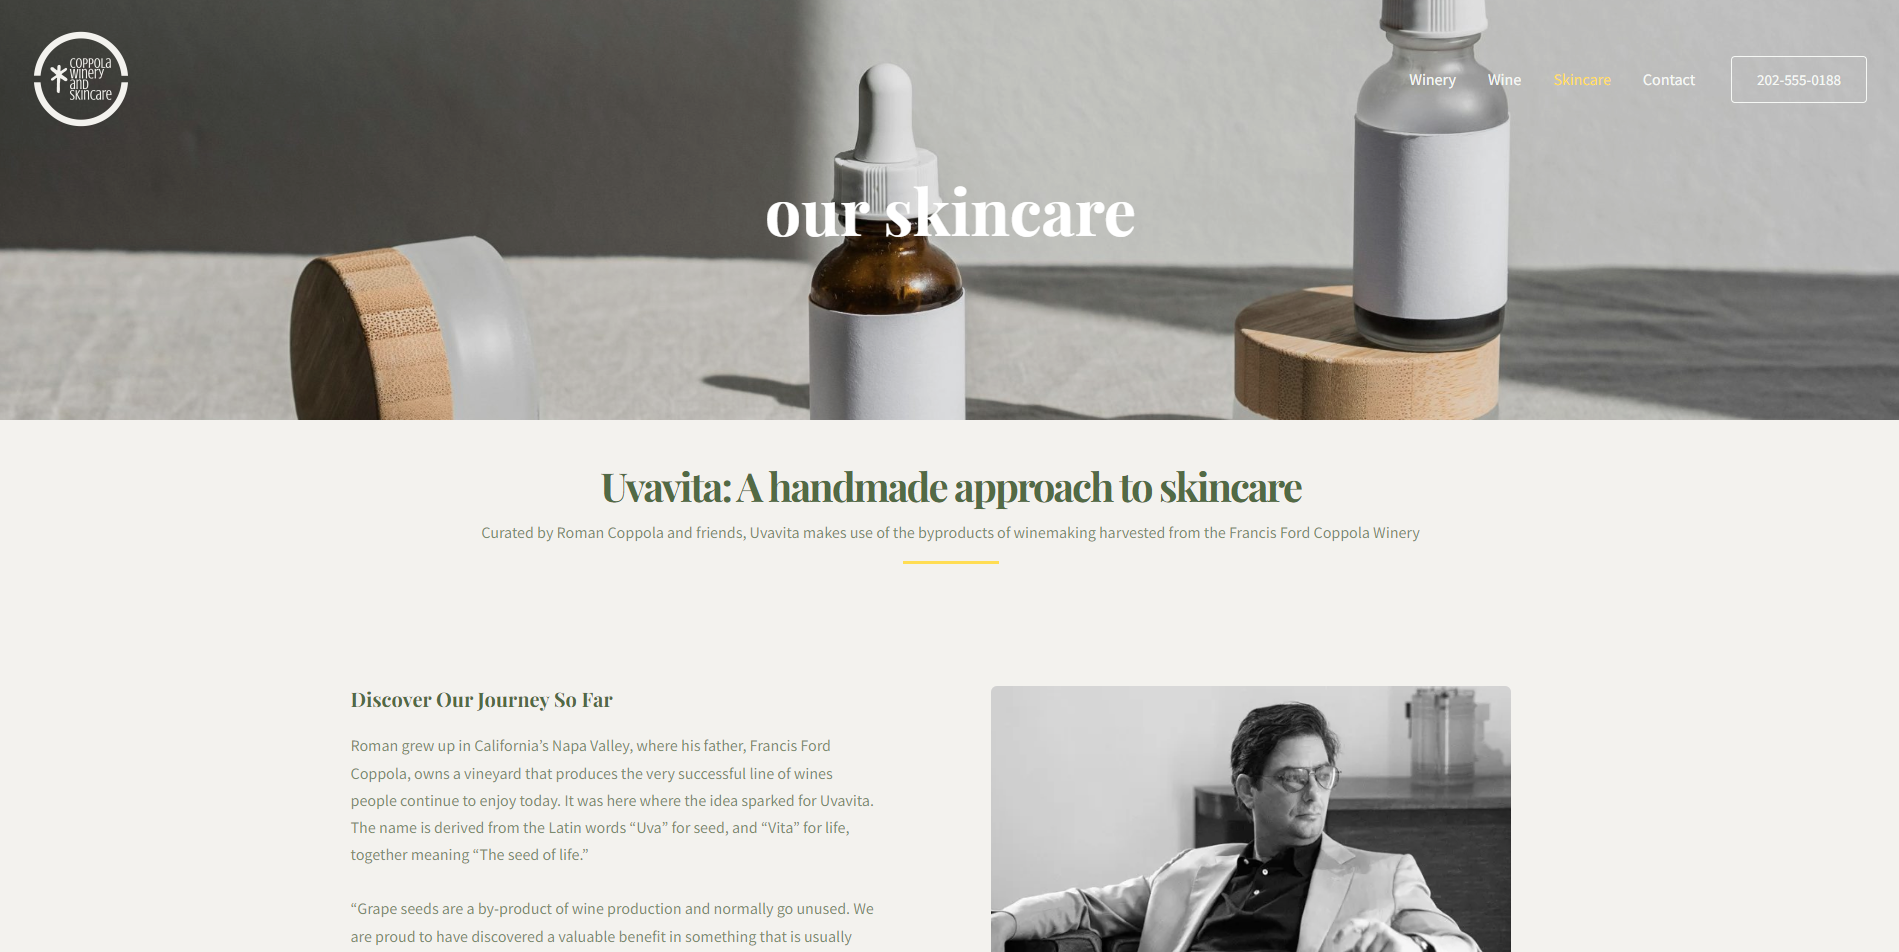 COPPOLA
winery
and
skincare
Winery Wine Skincare Contact 202-555-0188
our skincare
Uvavita: A handmade approach to skincare
Curated by Roman Coppola and friends, Uvavita makes use of the byproducts of winemaking harvested from the Francis Ford Coppola Winery
Discover Our Journey So Far
Roman grew up in California’s Napa Valley, where his father, Francis Ford
Coppola, owns a vineyard that produces the very successful line of wines
people continue to enjoy today. It was here where the idea sparked for Uvavita.
The name is derived from the Latin words “Uva” for seed, and “Vita” for life,
together meaning “The seed of life.”
“Grape seeds are a by-product of wine production and normally go unused. We
are proud to have discovered a valuable benefit in something that is usually